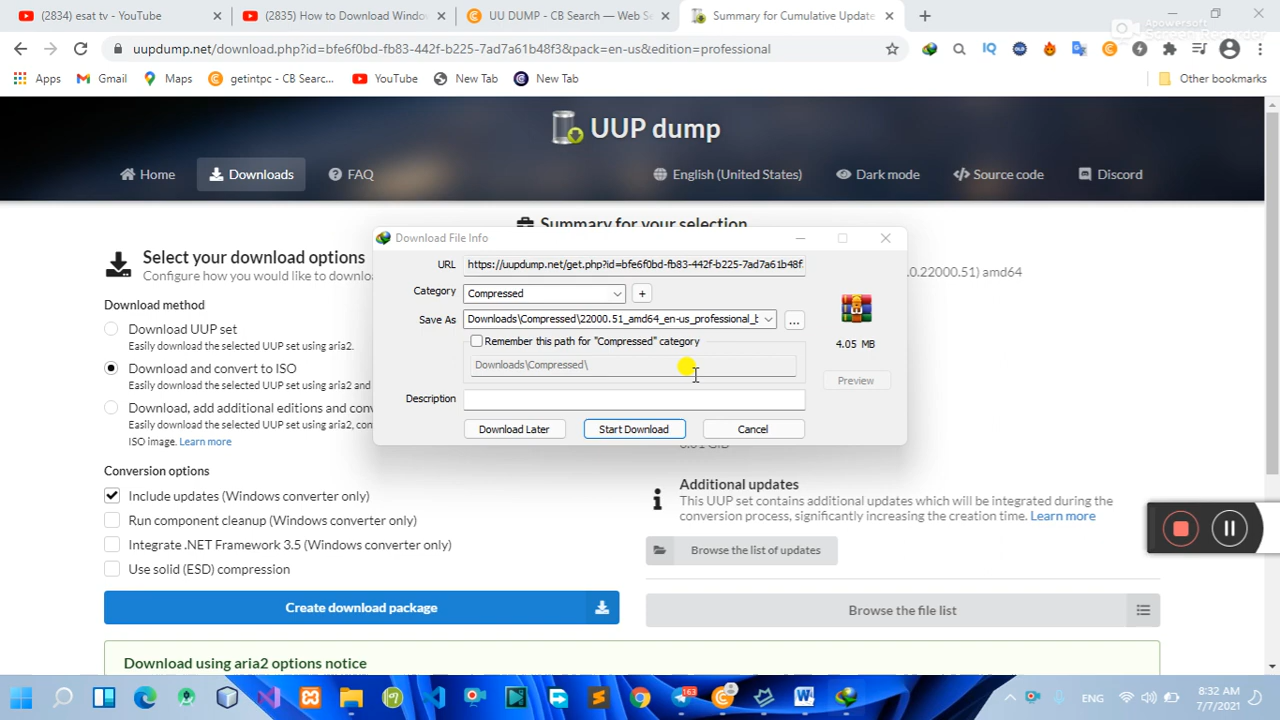 (2834) esat tv - YouTube
(2835) How to Download Windo
UU DUMP - CB Search — Web Se
Summary for Cumulative Update
Apowersoft
Screen Recorder
uupdump.net/download.php?id=bfe6f0bd-fb83-442f-b225-7ad7a61b48f3&pack=en-us&edition=professional
Apps
Gmail
Maps
getintpc - CB Searc...
YouTube
New Tab
New Tab
Other bookmarks
UUP dump
Home
Downloads
FAQ
English (United States)
Dark mode
Source code
Discord
Summary for your selection
Select your download options
Configure how you would like to downlo
.0.22000.51) amd64
Download method
Download UUP set
Easily download the selected UUP set using aria2.
Download and convert to ISO
Easily download the selected UUP set using aria2 and
Download, add additional editions and conv
Easily download the selected UUP set using aria2, con
ISO image. Learn more
Download File Info
URL
https://uupdump.net/get.php?id=bfe6f0bd-fb83-442f-b225-7ad7a61b48f
Category
Compressed
+
Save As
Downloads\Compressed\22000.51_amd64_en-us_professional_b
...
Remember this path for "Compressed" category
Downloads\Compressed\
4.05 MB
Preview
Description
Download Later
Start Download
Cancel
Conversion options
Include updates (Windows converter only)
Run component cleanup (Windows converter only)
Integrate .NET Framework 3.5 (Windows converter only)
Use solid (ESD) compression
Create download package
Additional updates
This UUP set contains additional updates which will be integrated during the
conversion process, significantly increasing the creation time. Learn more
Browse the list of updates
Browse the file list
Download using aria2 options notice
163
ENG
8:32 AM
7/7/2021